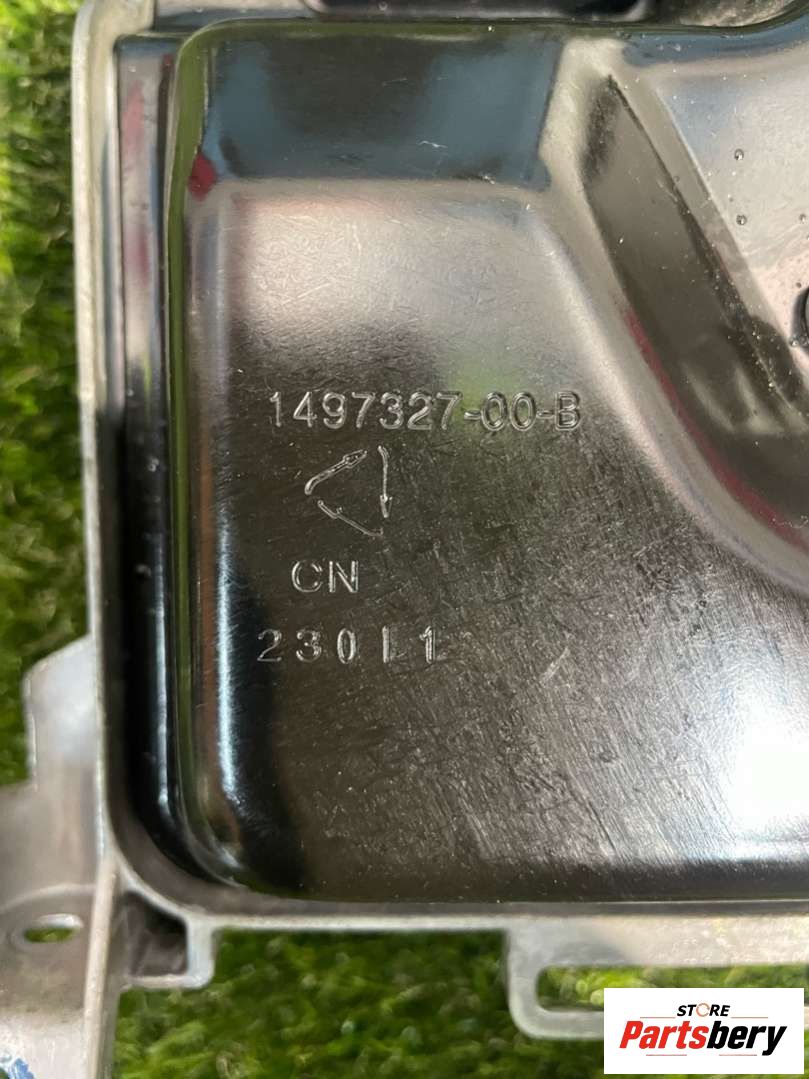 1497327-00-B
CN
230L1
STORE
Partsbery